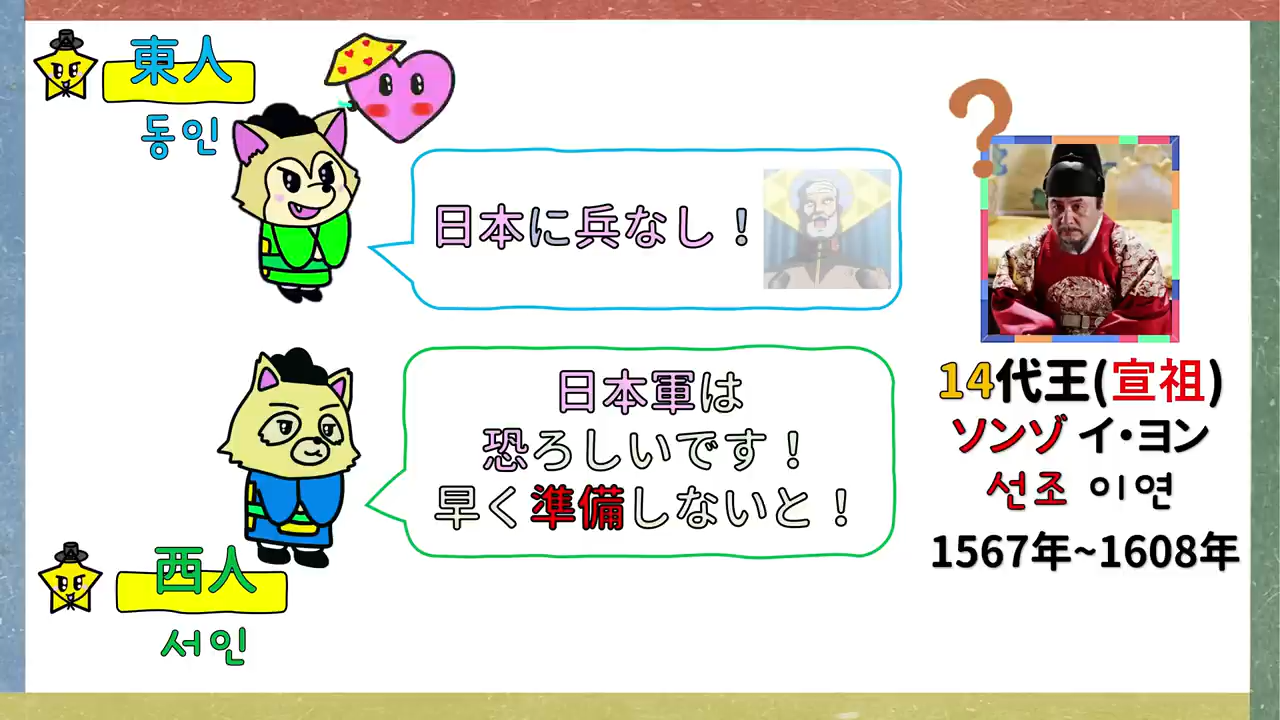 東人
동인
日本に兵なし！
日本軍は
恐ろしいです！
早く準備しないと！
西人
서인
?
14代王(宣祖)
ソンゾ イ・ヨン
선조 이연
1567年~1608年